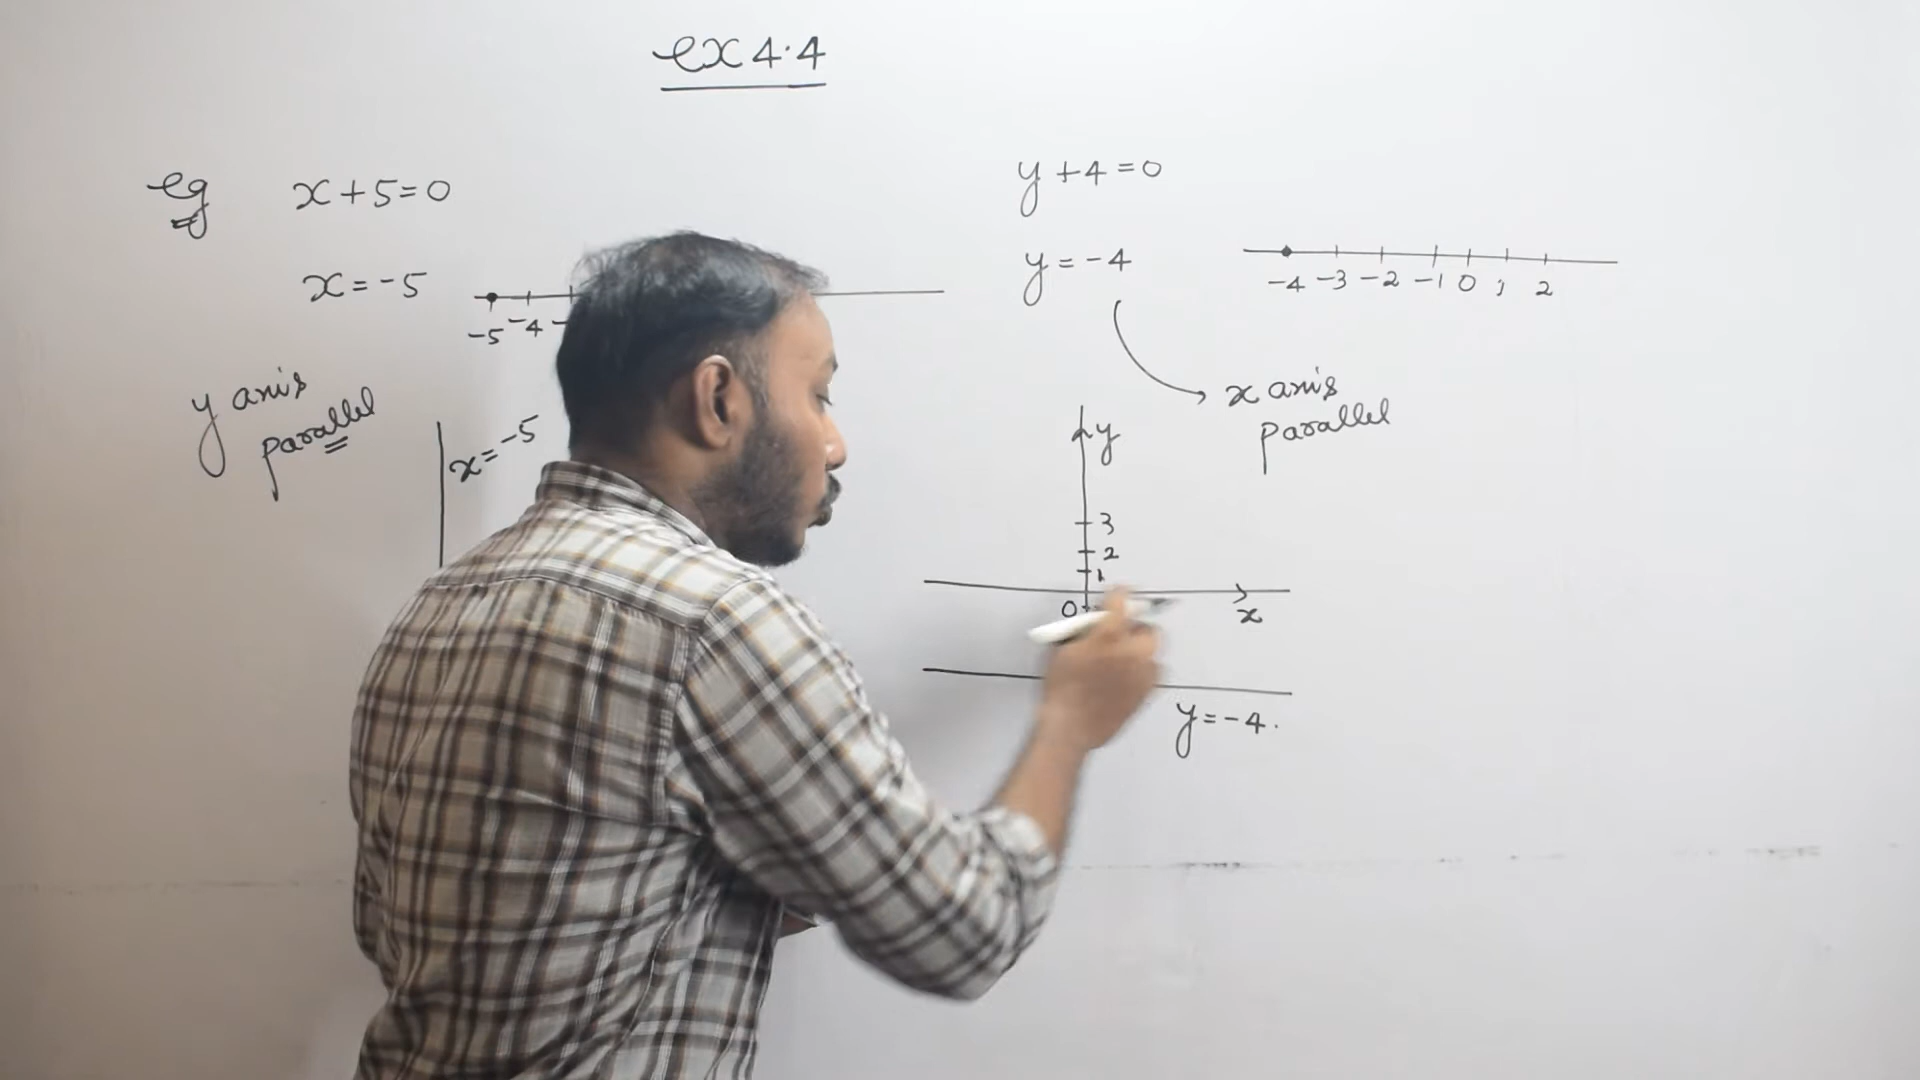 ex 4.4
eg x+5=0
x=-5
-5 -4
y axis
parallel
x=-5
y+4=0
y=-4
-4 -3 -2 -1 0 1 2
x axis
parallel
y
3
2
1
0
x
y=-4.